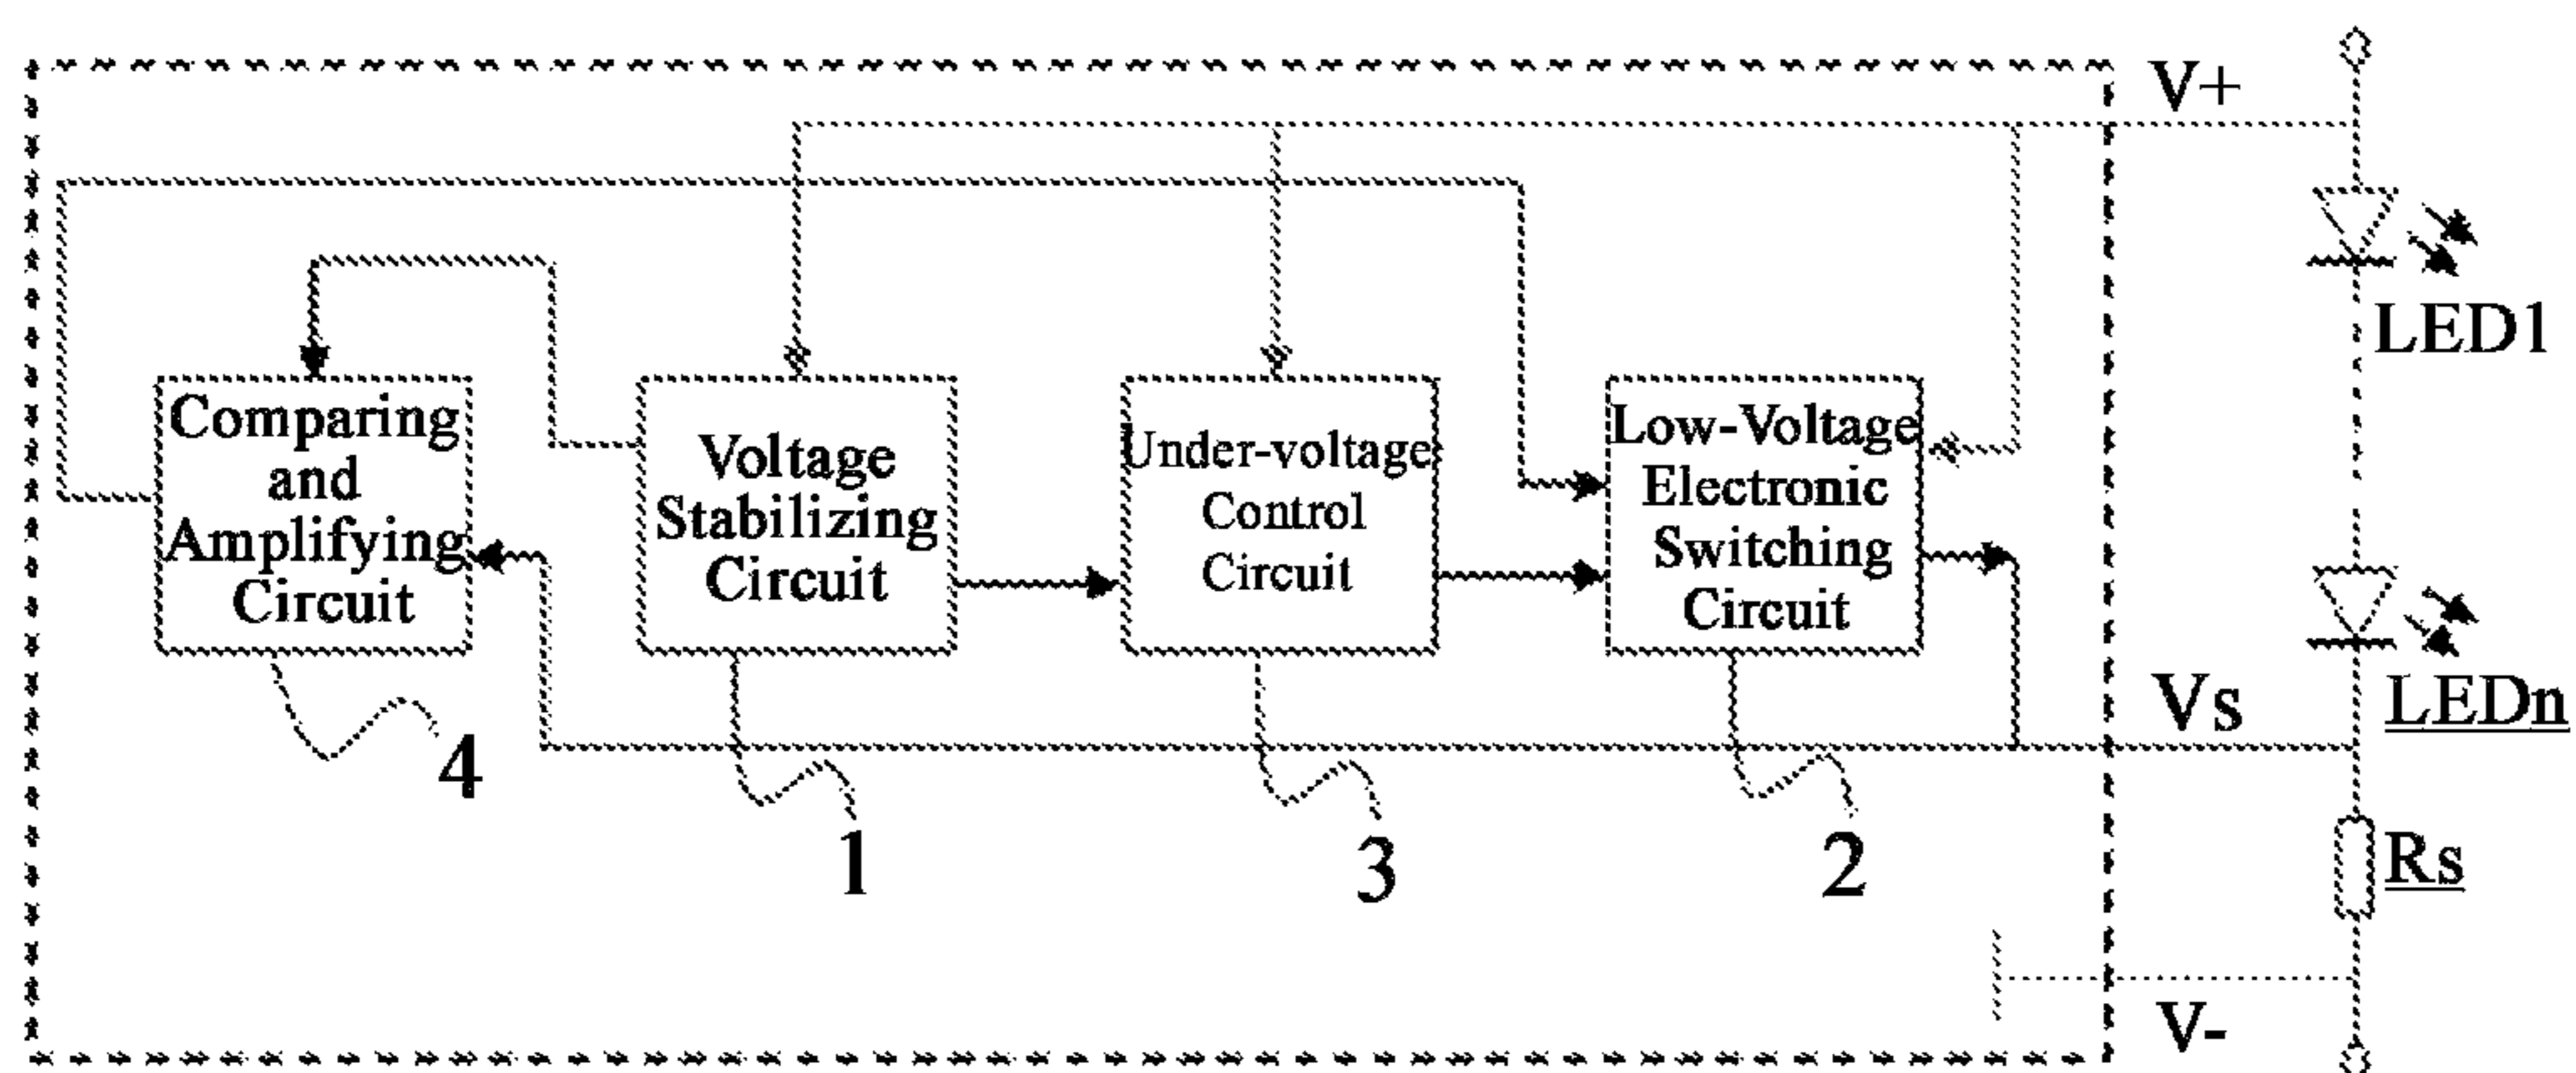 V+
LED1
Comparing
and
Amplifying
Circuit
Voltage
Stabilizing
Circuit
Under-voltage
Control
Circuit
Low-Voltage
Electronic
Switching
Circuit
Vs
LEDn
4
1
3
2
Rs
V-